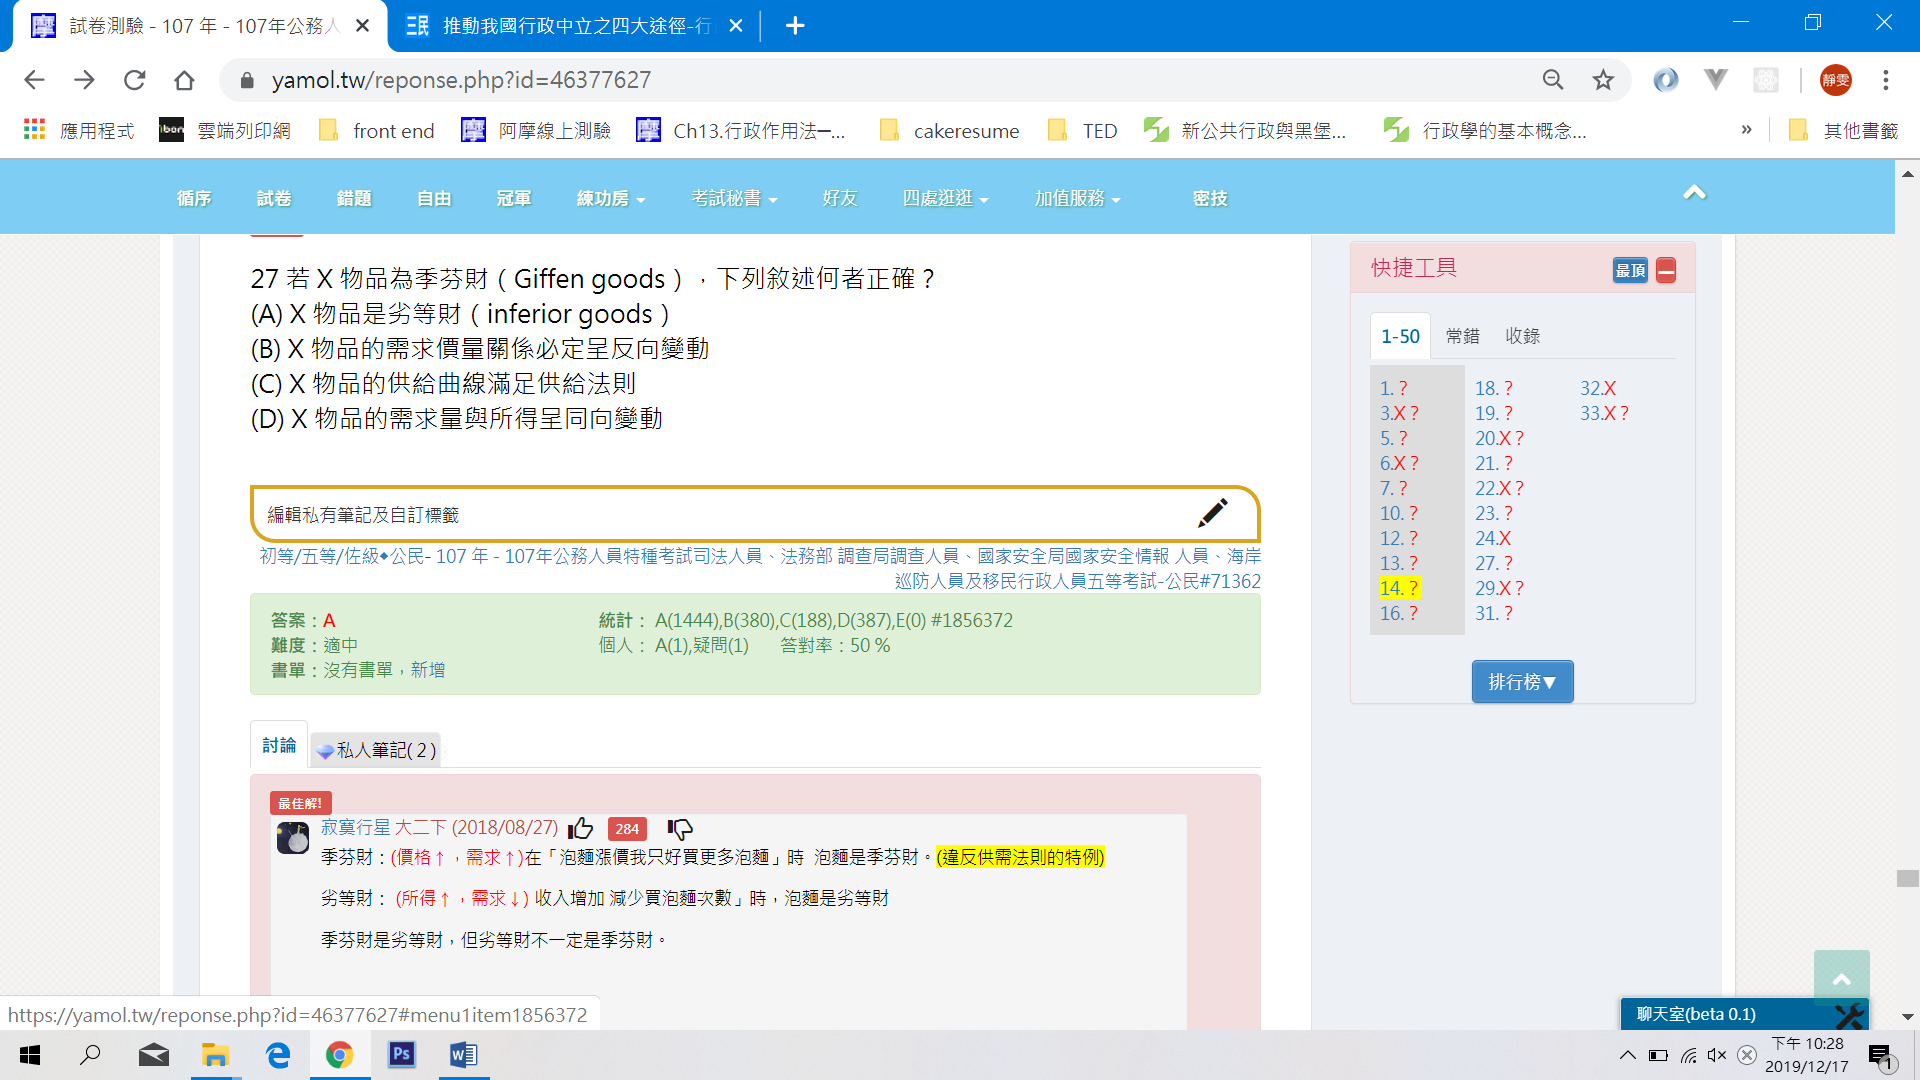 試卷測驗 - 107 年 - 107年公務人
推動我國行政中立之四大途徑-行
yamol.tw/reponse.php?id=46377627
靜雯
應用程式
ibon
雲端列印網
front end
阿摩線上測驗
Ch13.行政作用法─...
cakeresume
TED
新公共行政與黑堡...
行政學的基本概念...
»
其他書籤
循序 試卷 錯題 自由 冠軍 練功房 考試秘書 好友 四處逛逛 加值服務 密技
27 若 X 物品為季芬財（Giffen goods），下列敘述何者正確？
(A) X 物品是劣等財（inferior goods）
(B) X 物品的需求價量關係必定呈反向變動
(C) X 物品的供給曲線滿足供給法則
(D) X 物品的需求量與所得呈同向變動
編輯私有筆記及自訂標籤
初等/五等/佐級◆公民- 107 年 - 107年公務人員特種考試司法人員、法務部 調查局調查人員、國家安全局國家安全情報 人員、海岸
巡防人員及移民行政人員五等考試-公民#71362
答案：A
難度：適中
書單：沒有書單，新增
統計： A(1444),B(380),C(188),D(387),E(0) #1856372
個人： A(1),疑問(1) 答對率：50 %
討論
私人筆記( 2 )
最佳解!
寂寞行星 大二下 (2018/08/27) 284
季芬財：(價格↑，需求↑)在「泡麵漲價我只好買更多泡麵」時 泡麵是季芬財。(違反供需法則的特例)
劣等財： (所得↑，需求↓) 收入增加 減少買泡麵次數」時，泡麵是劣等財
季芬財是劣等財，但劣等財不一定是季芬財。
快捷工具
最頂
1-50 常錯 收錄
1. ?
3.X ?
5. ?
6.X ?
7. ?
10. ?
12. ?
13. ?
14. ?
16. ?
18. ?
19. ?
20.X ?
21. ?
22.X ?
23. ?
24.X
27. ?
29.X ?
31. ?
32.X
33.X ?
排行榜▼
聊天室(beta 0.1)
https://yamol.tw/reponse.php?id=46377627#menu1item1856372
Ps
下午 10:28
2019/12/17
1